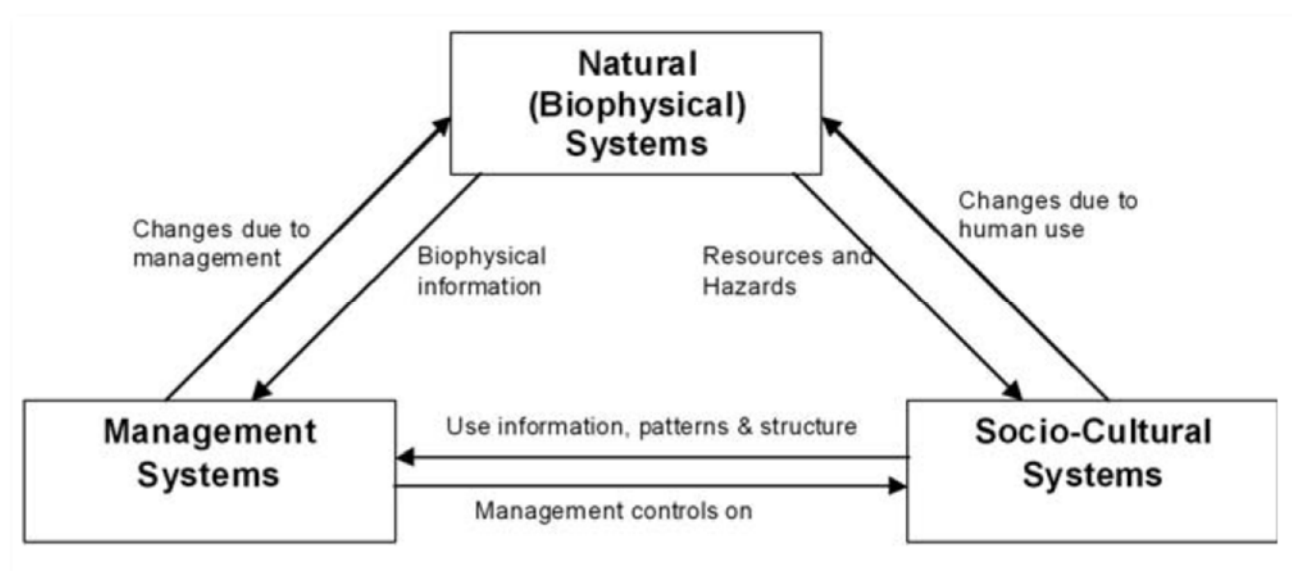 Natural
(Biophysical)
Systems
Changes due to
management
Biophysical
information
Resources and
Hazards
Changes due to
human use
Management
Systems
Use information, patterns & structure
Management controls on
Socio-Cultural
Systems